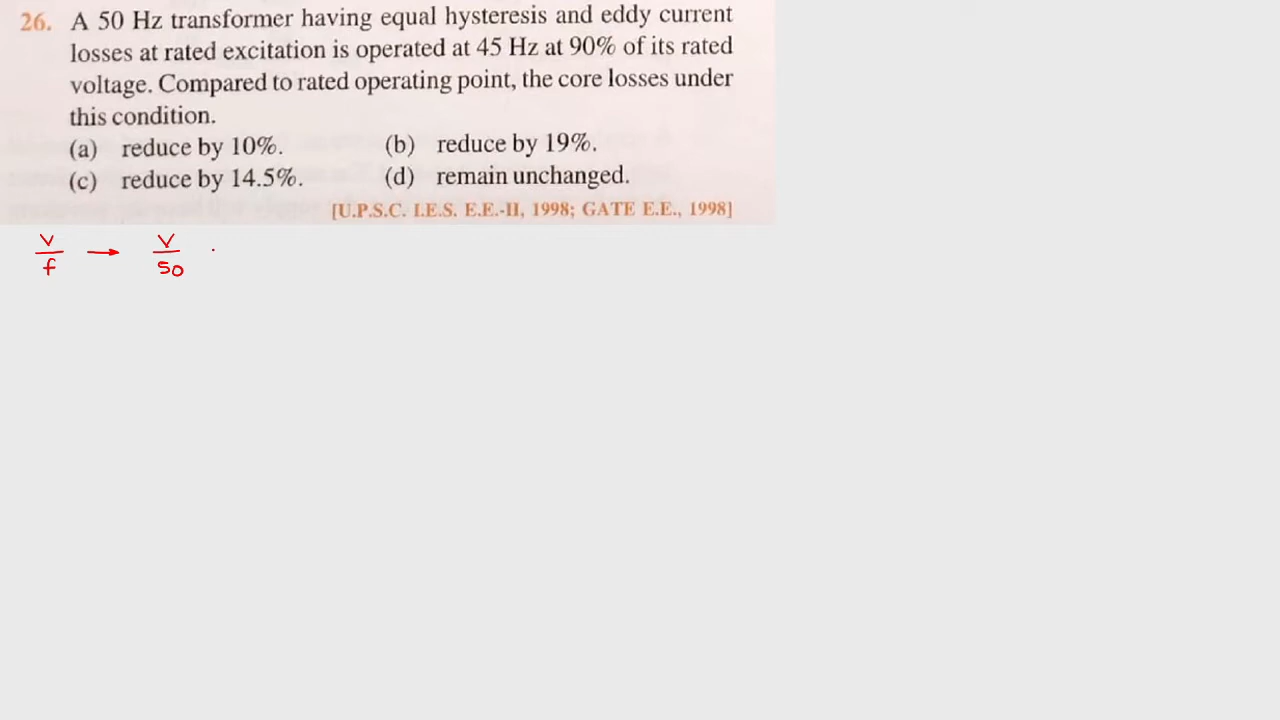 26. A 50 Hz transformer having equal hysteresis and eddy current
losses at rated excitation is operated at 45 Hz at 90% of its rated
voltage. Compared to rated operating point, the core losses under
this condition.
(a) reduce by 10%. (b) reduce by 19%.
(c) reduce by 14.5%. (d) remain unchanged.
[U.P.S.C. I.E.S. E.E.-II, 1998; GATE E.E., 1998]
v/f → v/50